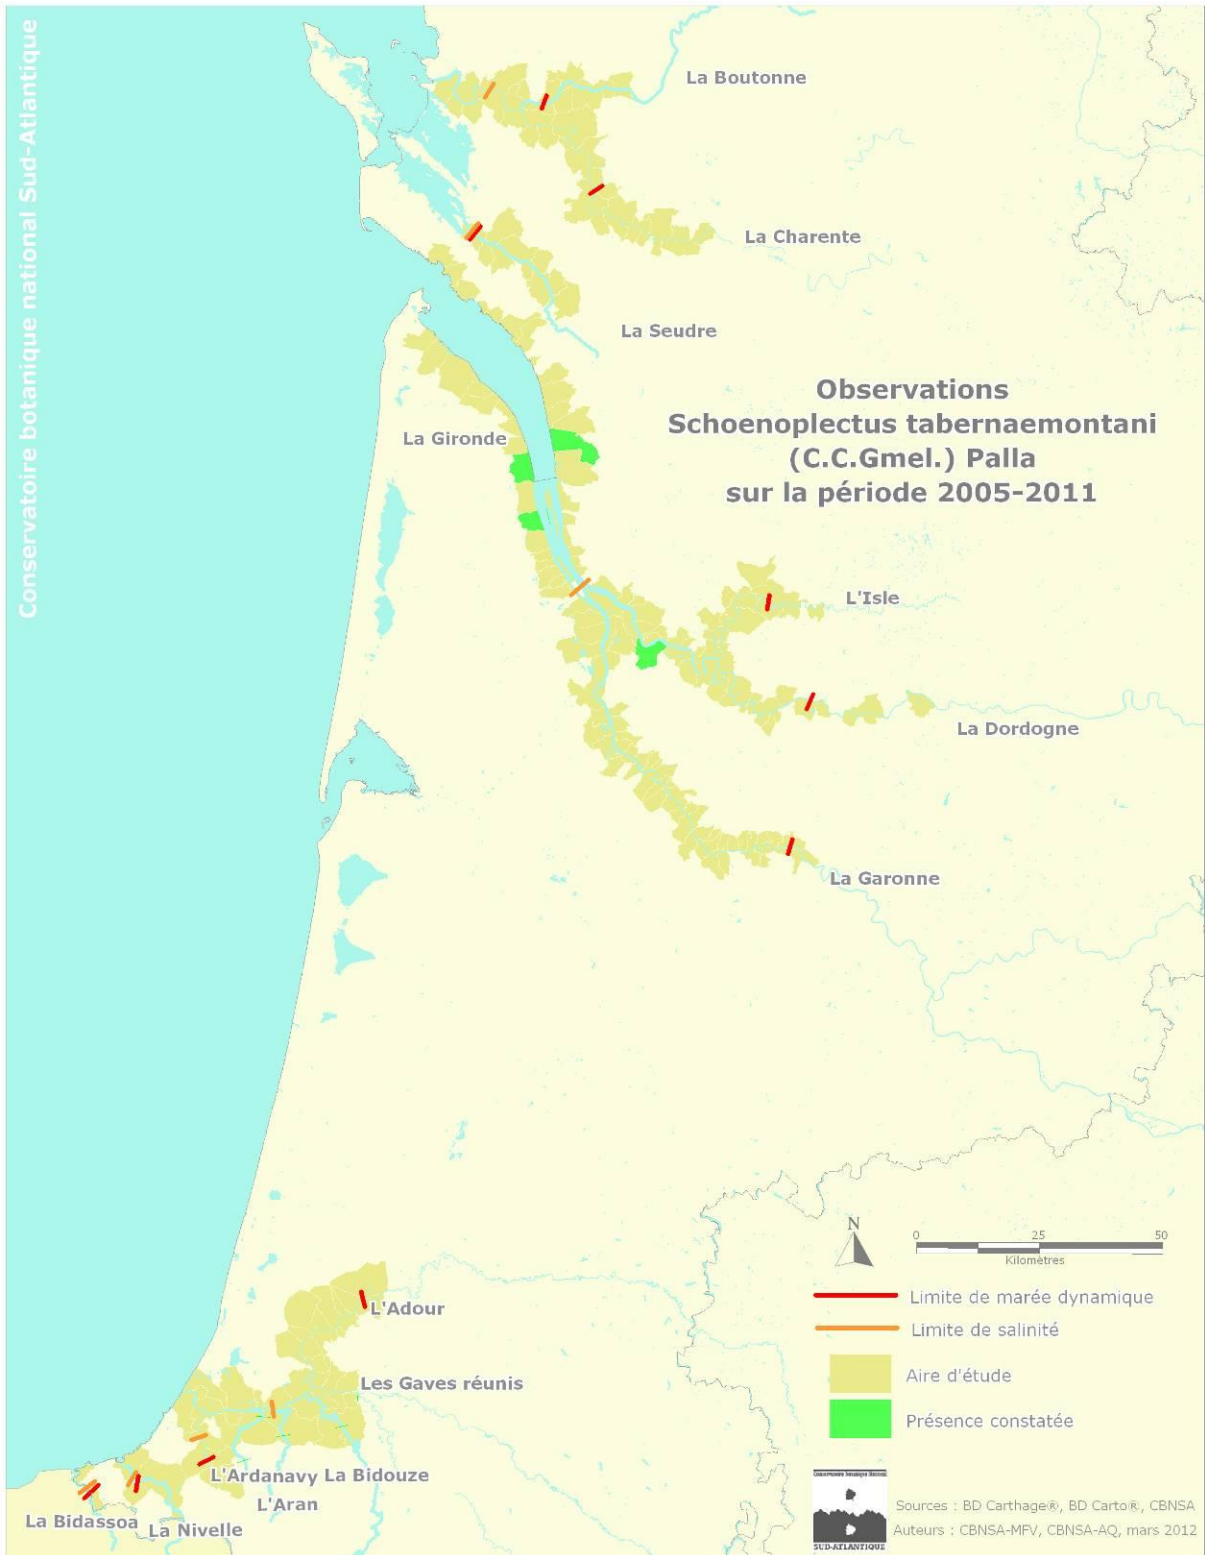 Conservatoire botanique national Sud-Atlantique
La Boutonne
La Charente
La Seudre
Observations
Schoenoplectus tabernaemontani
(C.C.Gmel.) Palla
sur la période 2005-2011
La Gironde
L'Isle
La Dordogne
La Garonne
N
0 25 50
Kilomètres
Limite de marée dynamique
Limite de salinité
Aire d'étude
Présence constatée
L'Adour
Les Gaves réunis
L'Ardanavy La Bidouze
L'Aran
La Bidassoa La Nivelle
SUD-ATLANTIQUE
Sources : BD Carthage®, BD Carto®, CBNSA
Auteurs : CBNSA-MFV, CBNSA-AQ, mars 2012